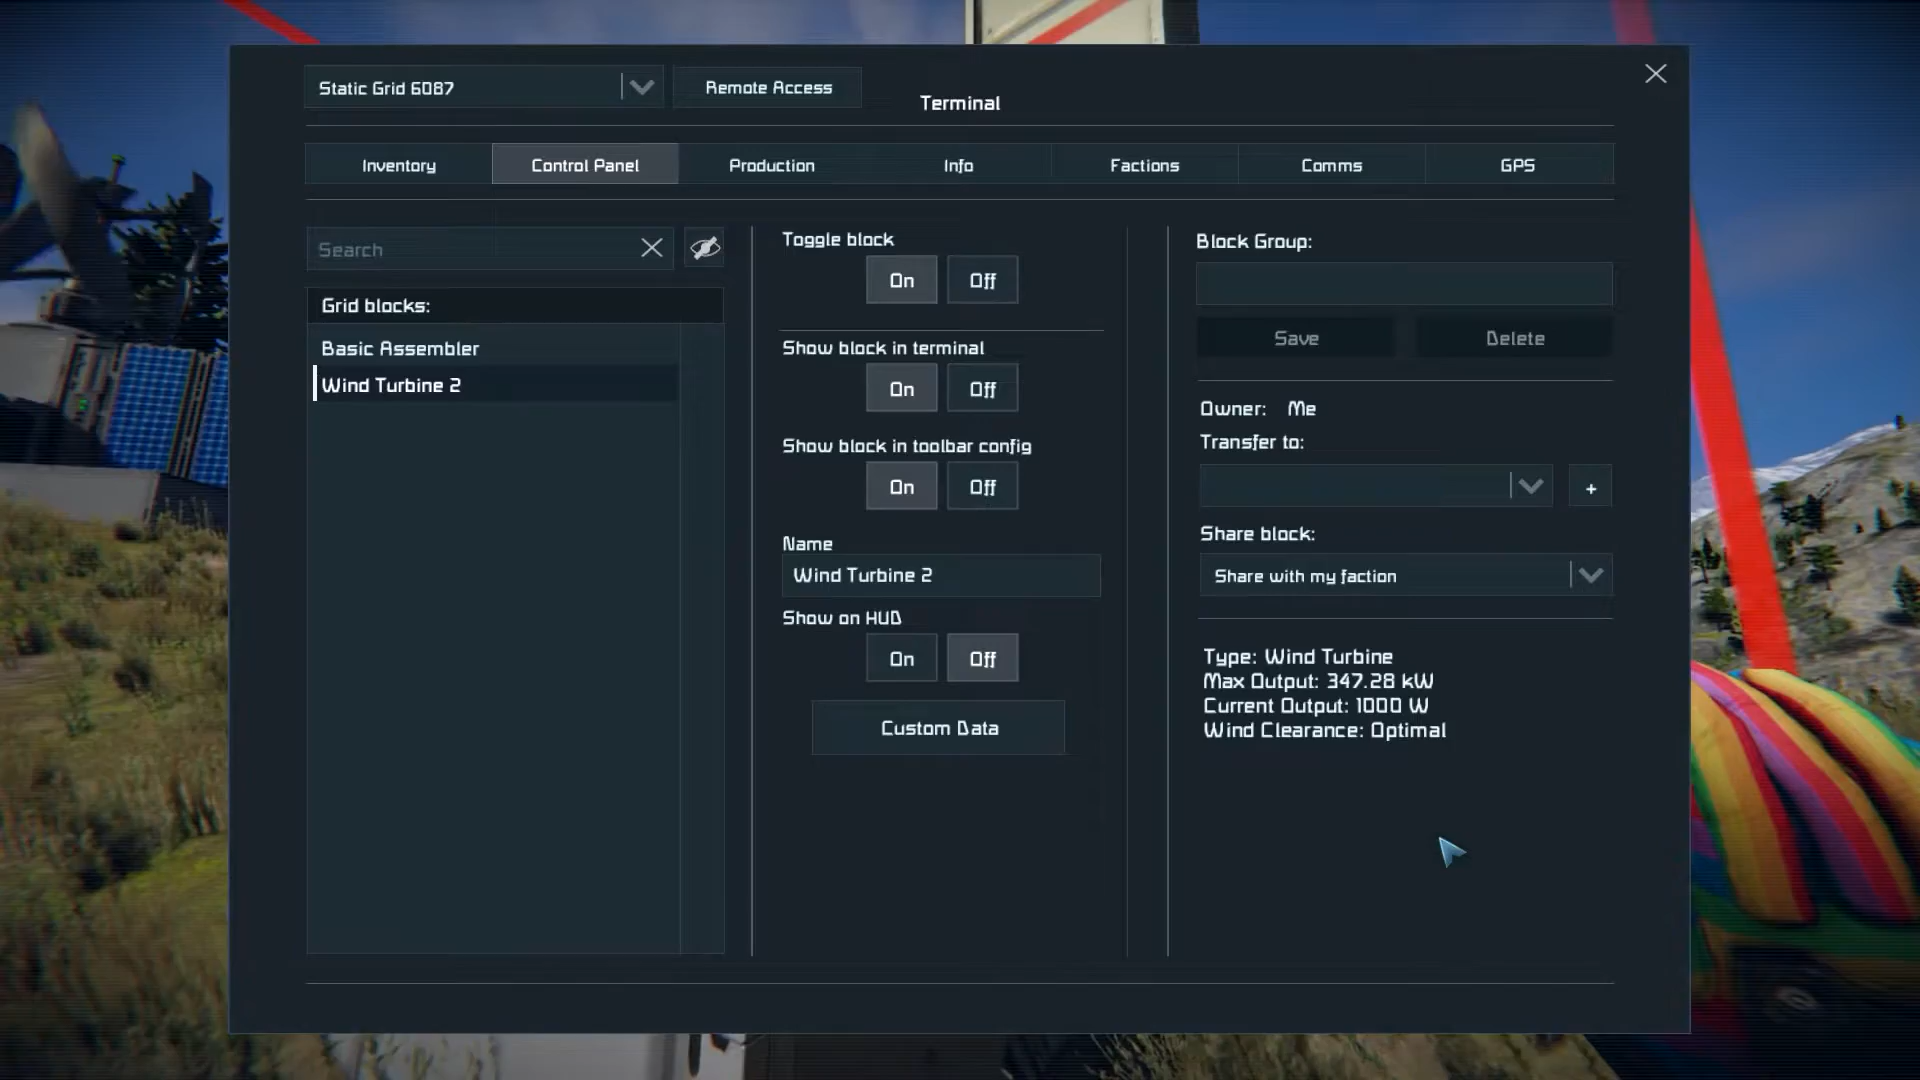 Static Grid 6087
Remote Access
Terminal
Inventory
Control Panel
Production
Info
Factions
Comms
GPS
Search
Grid blocks:
Basic Assembler
Wind Turbine 2
Toggle block
On
Off
Show block in terminal
On
Off
Show block in toolbar config
On
Off
Name
Wind Turbine 2
Show on HUD
On
Off
Custom Data
Block Group:
Save
Delete
Owner: Me
Transfer to:
+
Share block:
Share with my faction
Type: Wind Turbine
Max Output: 347.28 kW
Current Output: 1000 W
Wind Clearance: Optimal